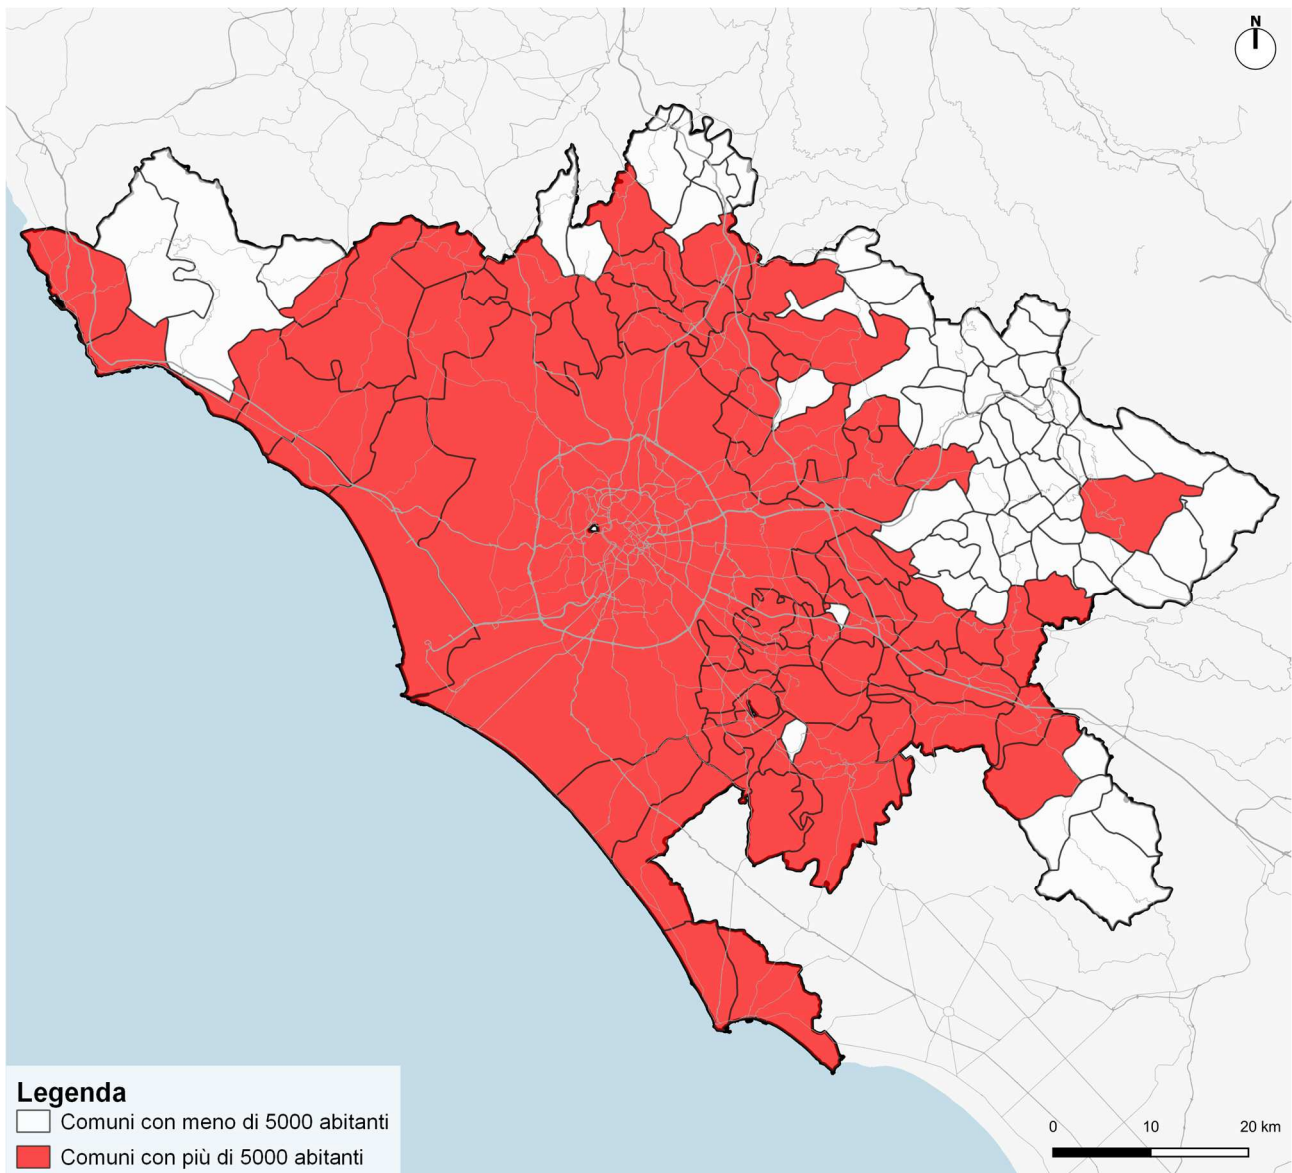 N
Legenda
Comuni con meno di 5000 abitanti
Comuni con più di 5000 abitanti
0 10 20 km